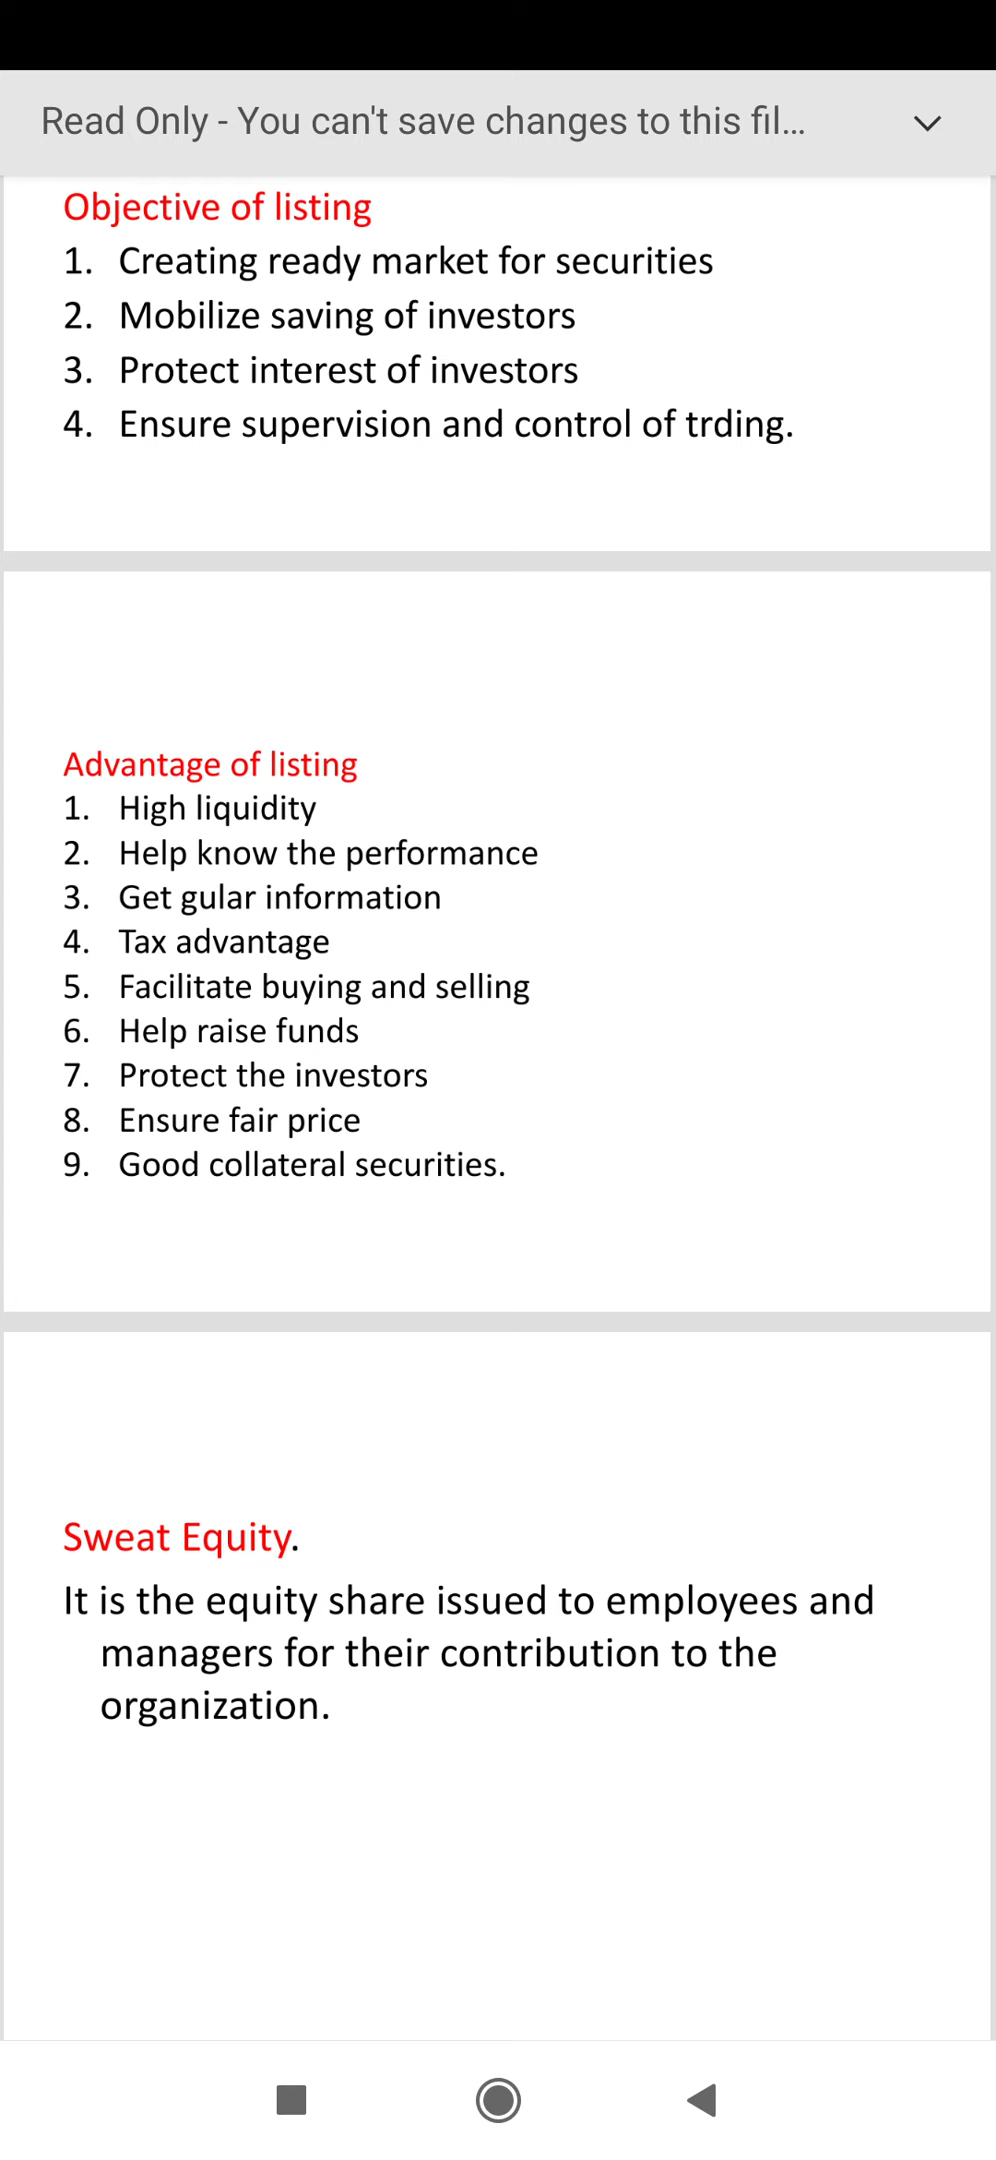 Read Only - You can't save changes to this fil...
Objective of listing
1. Creating ready market for securities
2. Mobilize saving of investors
3. Protect interest of investors
4. Ensure supervision and control of trding.
Advantage of listing
1. High liquidity
2. Help know the performance
3. Get gular information
4. Tax advantage
5. Facilitate buying and selling
6. Help raise funds
7. Protect the investors
8. Ensure fair price
9. Good collateral securities.
Sweat Equity.
It is the equity share issued to employees and
managers for their contribution to the
organization.